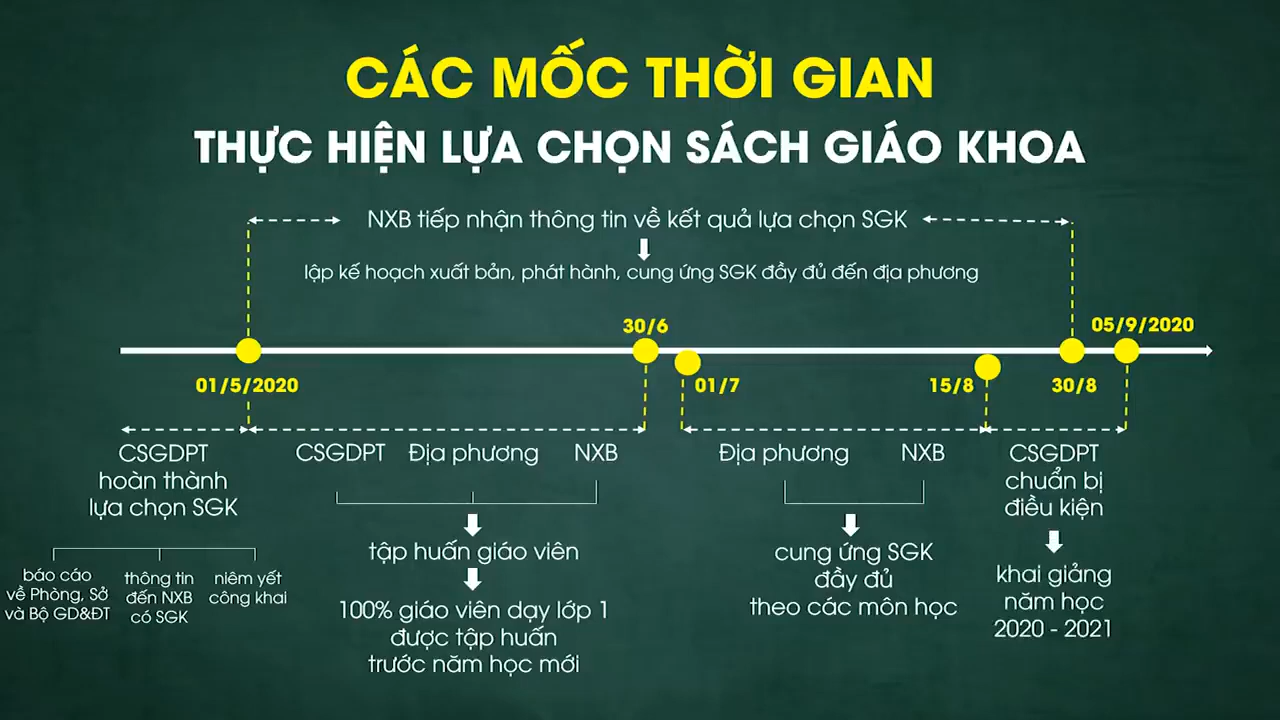 CÁC MỐC THỜI GIAN
THỰC HIỆN LỰA CHỌN SÁCH GIÁO KHOA
NXB tiếp nhận thông tin về kết quả lựa chọn SGK
lập kế hoạch xuất bản, phát hành, cung ứng SGK đầy đủ đến địa phương
30/6
05/9/2020
01/5/2020
01/7
15/8
30/8
CSGDPT
hoàn thành
lựa chọn SGK
báo cáo
về Phòng, Sở
và Bộ GD&ĐT
thông tin
đến NXB
có SGK
niêm yết
công khai
CSGDPT
Địa phương
NXB
tập huấn giáo viên
100% giáo viên dạy lớp 1
được tập huấn
trước năm học mới
Địa phương
NXB
cung ứng SGK
đầy đủ
theo các môn học
CSGDPT
chuẩn bị
điều kiện
khai giảng
năm học
2020 - 2021